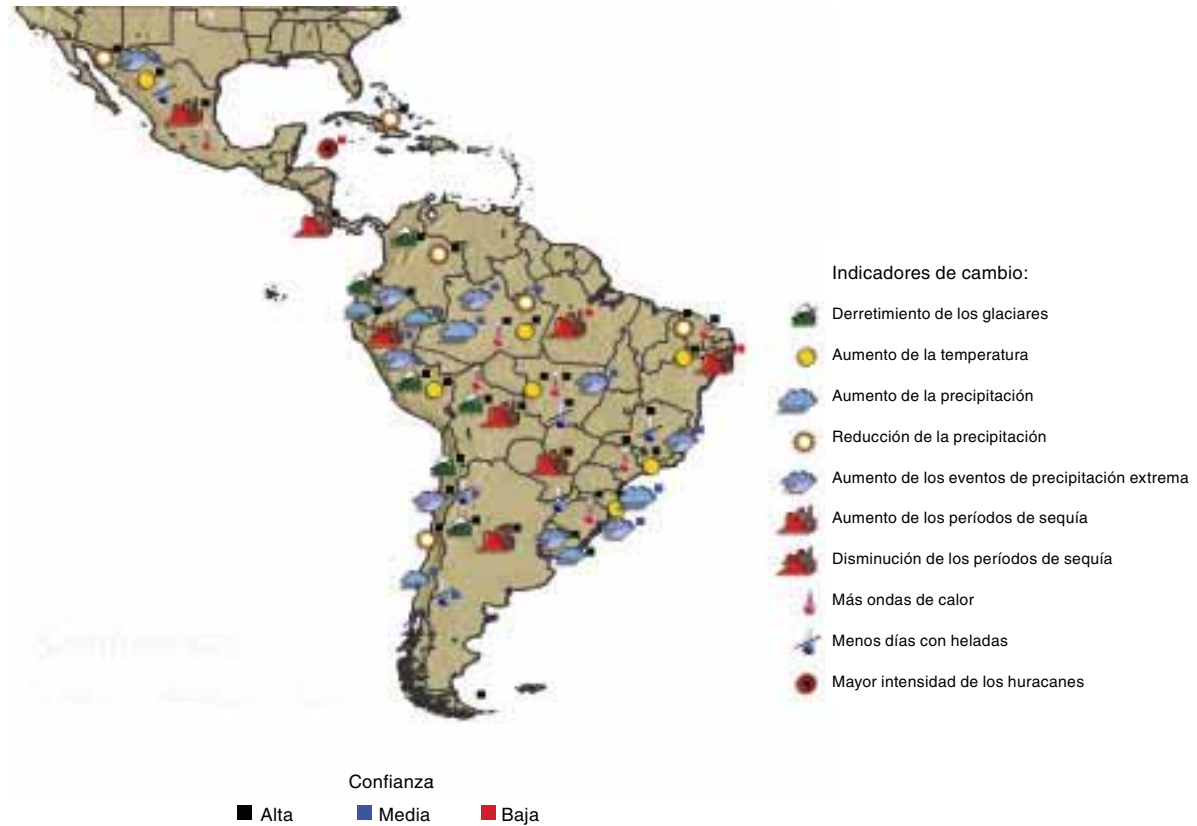 Indicadores de cambio:
Derretimiento de los glaciares
Aumento de la temperatura
Aumento de la precipitación
Reducción de la precipitación
Aumento de los eventos de precipitación extrema
Aumento de los períodos de sequía
Disminución de los períodos de sequía
Más ondas de calor
Menos días con heladas
Mayor intensidad de los huracanes
Confianza
Alta Media Baja